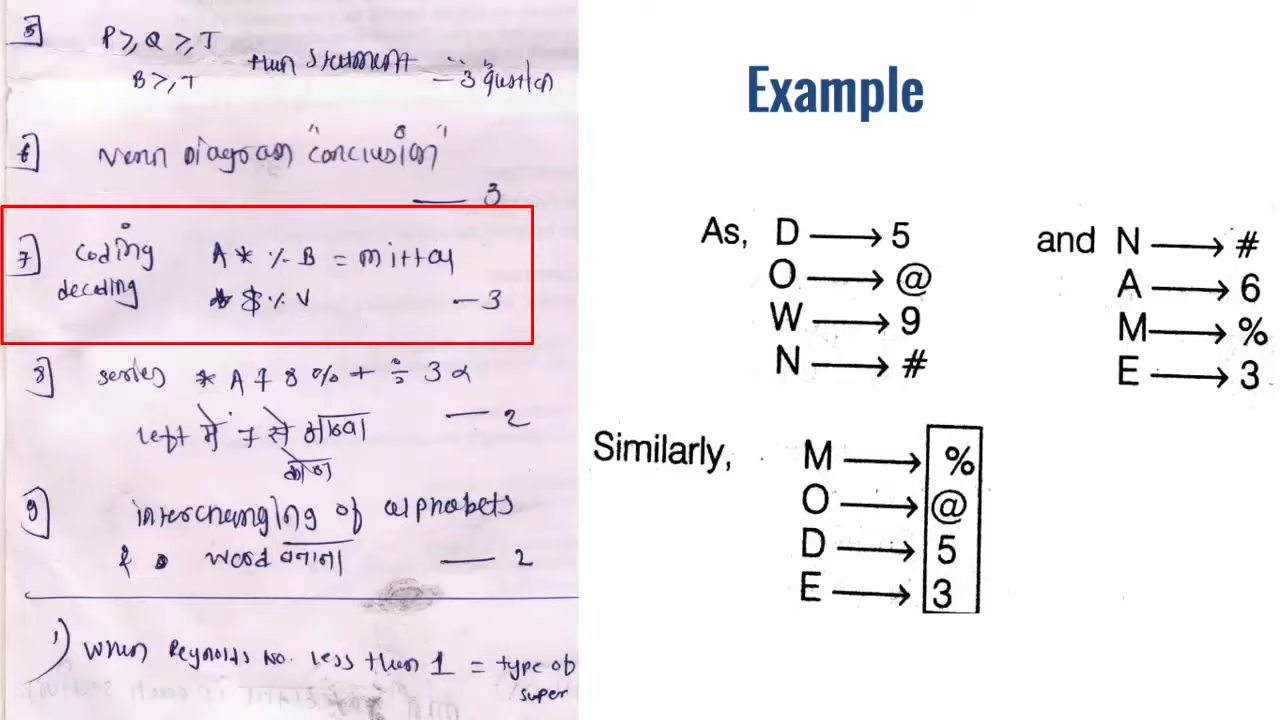 5 P ≥, Q ≥, T
B ≥, T then statement – 3 question
6 Venn Diagram "conclusion"
— 3
7 coding A * % B = mittay
decoding $ % V – 3
8 series * A 7 8 % + ÷ 3 α
— 2
left में 7 से
9 interchanging of alphabets
& word बनाना — 2
1) When Reynolds No. less then 1 = type of
super
Example
As, D → 5
O → @
W → 9
N → #
and N → #
A → 6
M → %
E → 3
Similarly, M → %
O → @
D → 5
E → 3